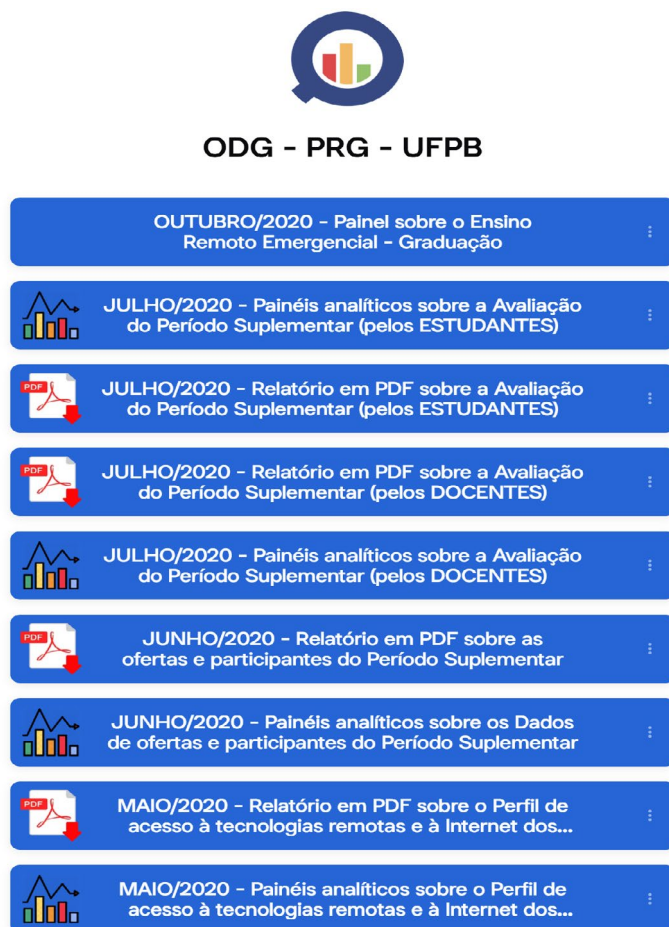 ODG - PRG - UFPB
OUTUBRO/2020 - Painel sobre o Ensino
Remoto Emergencial - Graduação
JULHO/2020 - Painéis analíticos sobre a Avaliação
do Período Suplementar (pelos ESTUDANTES)
PDF
JULHO/2020 - Relatório em PDF sobre a Avaliação
do Período Suplementar (pelos ESTUDANTES)
PDF
JULHO/2020 - Relatório em PDF sobre a Avaliação
do Período Suplementar (pelos DOCENTES)
JULHO/2020 - Painéis analíticos sobre a Avaliação
do Período Suplementar (pelos DOCENTES)
PDF
JUNHO/2020 - Relatório em PDF sobre as
ofertas e participantes do Período Suplementar
JUNHO/2020 - Painéis analíticos sobre os Dados
de ofertas e participantes do Período Suplementar
PDF
MAIO/2020 - Relatório em PDF sobre o Perfil de
acesso à tecnologias remotas e à Internet dos...
MAIO/2020 - Painéis analíticos sobre o Perfil de
acesso à tecnologias remotas e à Internet dos...